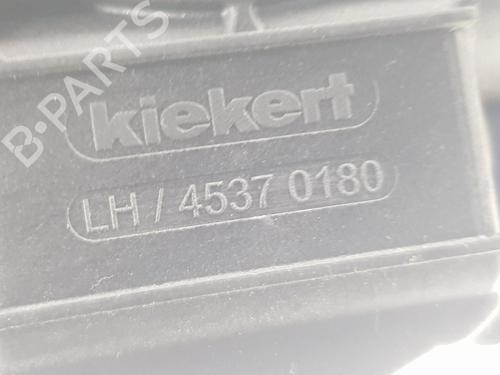 B-PARTS
kiekert
LH / 4537 0180